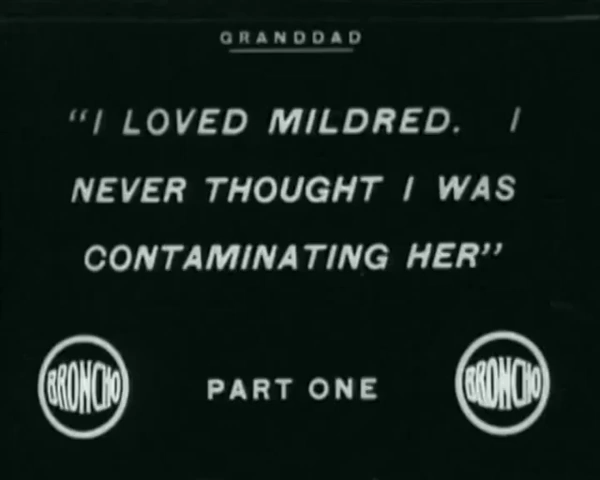 GRANDDAD
"I LOVED MILDRED. I
NEVER THOUGHT I WAS
CONTAMINATING HER"
BRONCHO PART ONE BRONCHO